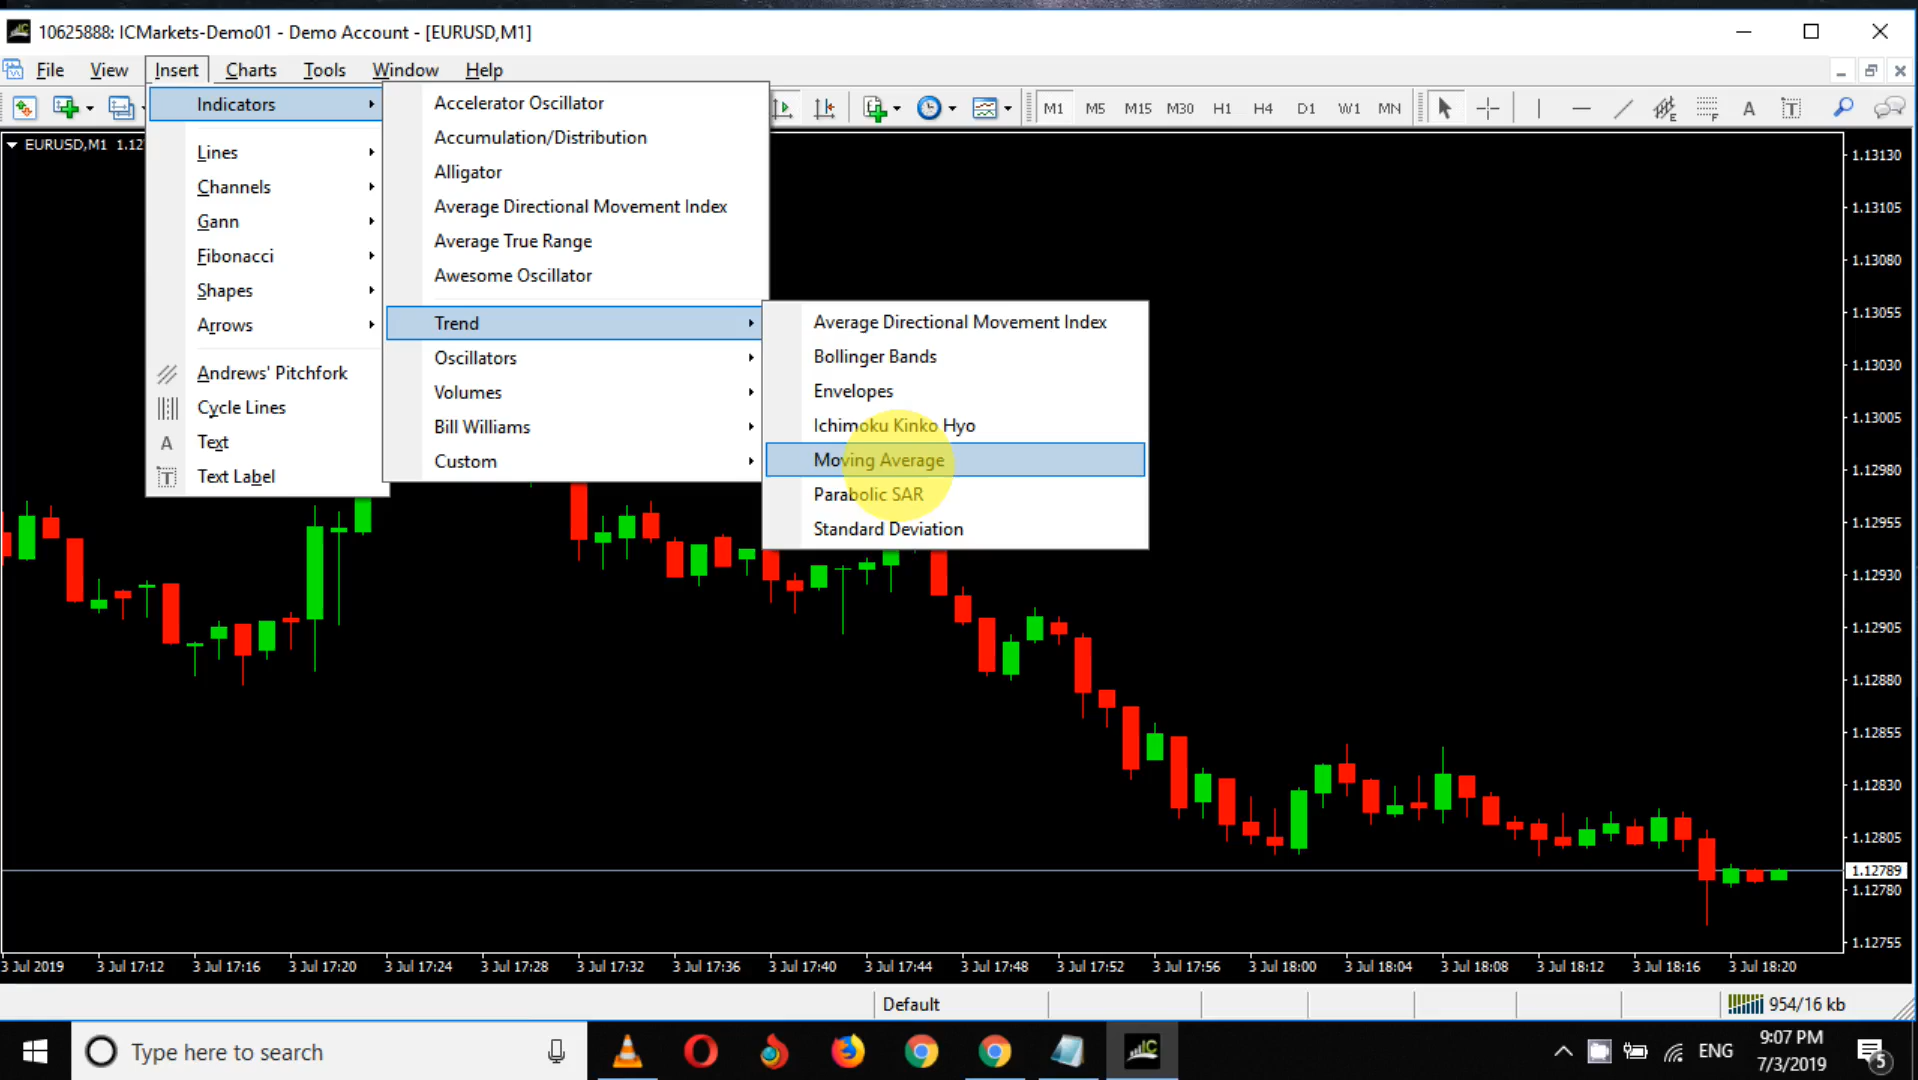 10625888: ICMarkets-Demo01 - Demo Account - [EURUSD,M1]
File View Insert Charts Tools Window Help
M1 M5 M15 M30 H1 H4 D1 W1 MN
EURUSD,M1 1.127
Indicators
Lines
Channels
Gann
Fibonacci
Shapes
Arrows
Andrews' Pitchfork
Cycle Lines
Text
Text Label
Accelerator Oscillator
Accumulation/Distribution
Alligator
Average Directional Movement Index
Average True Range
Awesome Oscillator
Trend
Oscillators
Volumes
Bill Williams
Custom
Average Directional Movement Index
Bollinger Bands
Envelopes
Ichimoku Kinko Hyo
Moving Average
Parabolic SAR
Standard Deviation
1.13130
1.13105
1.13080
1.13055
1.13030
1.13005
1.12980
1.12955
1.12930
1.12905
1.12880
1.12855
1.12830
1.12805
1.12789
1.12780
1.12755
3 Jul 2019 3 Jul 17:12 3 Jul 17:16 3 Jul 17:20 3 Jul 17:24 3 Jul 17:28 3 Jul 17:32 3 Jul 17:36 3 Jul 17:40 3 Jul 17:44 3 Jul 17:48 3 Jul 17:52 3 Jul 17:56 3 Jul 18:00 3 Jul 18:04 3 Jul 18:08 3 Jul 18:12 3 Jul 18:16 3 Jul 18:20
Default 954/16 kb
Type here to search
IC
ENG
9:07 PM
7/3/2019
5